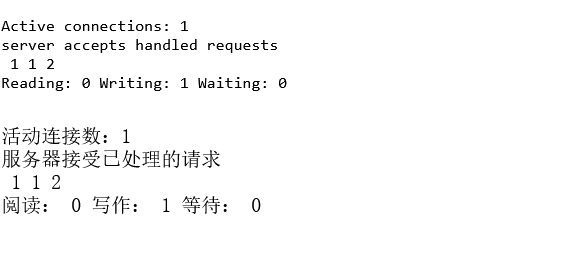 Active connections: 1
server accepts handled requests
1 1 2
Reading: 0 Writing: 1 Waiting: 0
活动连接数：1
服务器接受已处理的请求
1 1 2
阅读： 0 写作： 1 等待： 0